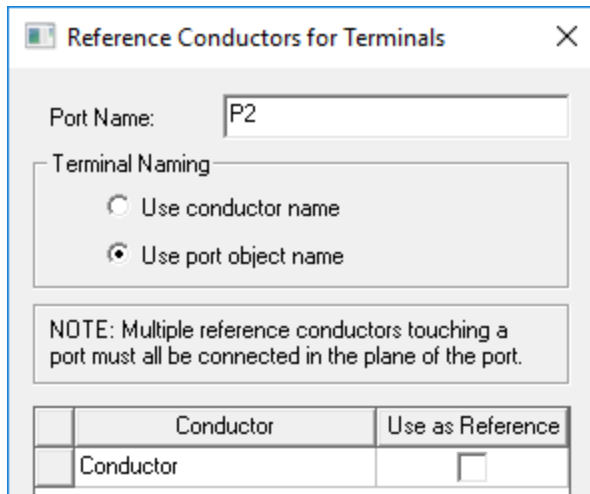 Reference Conductors for Terminals
Port Name: P2
Terminal Naming
Use conductor name
Use port object name
NOTE: Multiple reference conductors touching a
port must all be connected in the plane of the port.
Conductor Use as Reference
Conductor